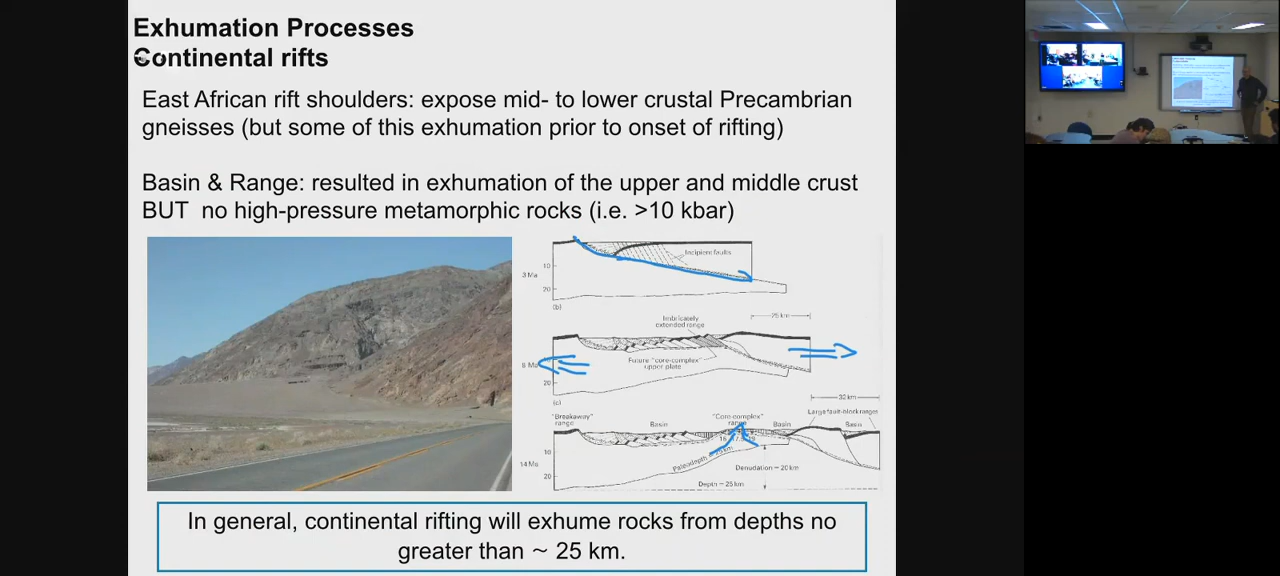 Exhumation Processes
Continental rifts
East African rift shoulders: expose mid- to lower crustal Precambrian
gneisses (but some of this exhumation prior to onset of rifting)
Basin & Range: resulted in exhumation of the upper and middle crust
BUT no high-pressure metamorphic rocks (i.e. >10 kbar)
Incipient faults
10
3 Ma
20
(b)
25 km
Imbricately
extended range
Future "core-complex"
upper plate
Ma
20
(c)
32 km
"Breakaway"
range
Basin
"Core-complex"
range
Basin
Large fault-block ranges
Basin
10
14 Ma
20
Paleodepth
Denudation ~ 20 km
Depth ~ 25 km
In general, continental rifting will exhume rocks from depths no
greater than ~ 25 km.